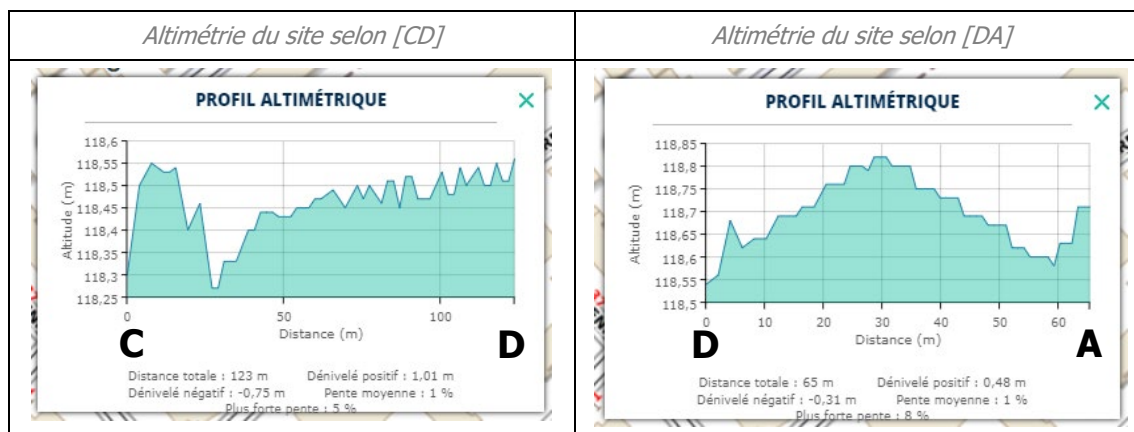 Altimétrie du site selon [CD]
PROFIL ALTIMÉTRIQUE
×
118,6
118,55
118,5
118,45
118,4
118,35
118,3
118,25
Altitude (m)
0 50 100
Distance (m)
C D
Distance totale : 123 m Dénivelé positif : 1,01 m
Dénivelé négatif : -0,75 m Pente moyenne : 1 %
Plus forte pente : 5 %
Altimétrie du site selon [DA]
PROFIL ALTIMÉTRIQUE
×
118,85
118,8
118,75
118,7
118,65
118,6
118,55
118,5
Altitude (m)
0 10 20 30 40 50 60
Distance (m)
D A
Distance totale : 65 m Dénivelé positif : 0,48 m
Dénivelé négatif : -0,31 m Pente moyenne : 1 %
Plus forte pente : 8 %